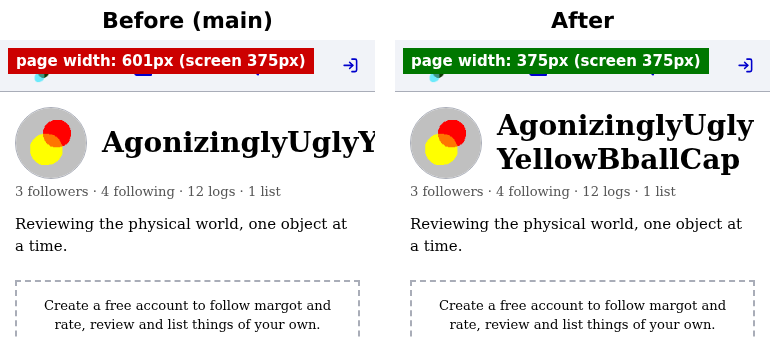 Before (main)
page width: 601px (screen 375px)
AgonizinglyUglyY
3 followers · 4 following · 12 logs · 1 list
Reviewing the physical world, one object at
a time.
Create a free account to follow margot and
rate, review and list things of your own.
After
page width: 375px (screen 375px)
AgonizinglyUgly
YellowBballCap
3 followers · 4 following · 12 logs · 1 list
Reviewing the physical world, one object at
a time.
Create a free account to follow margot and
rate, review and list things of your own.